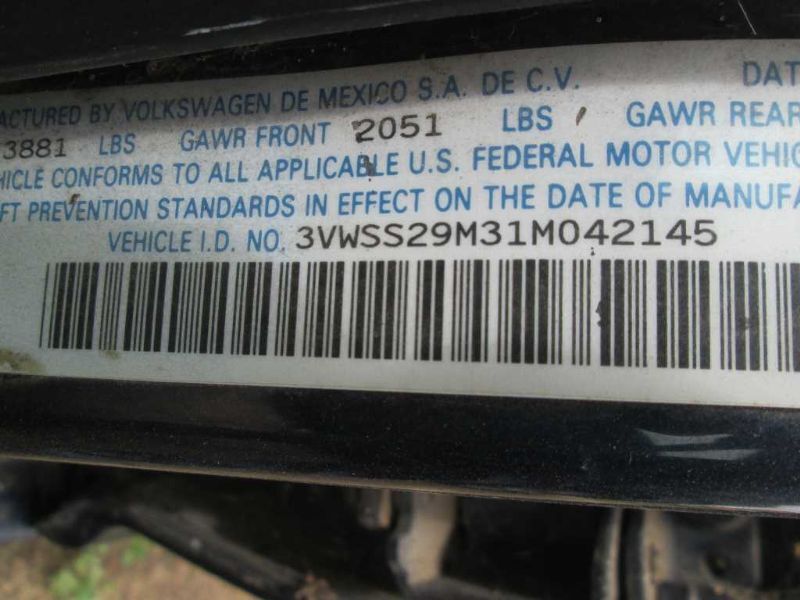 ACTURED BY VOLKSWAGEN DE MEXICO S.A. DE C.V. DAT
3881 LBS GAWR FRONT 2051 LBS GAWR REAR
HICLE CONFORMS TO ALL APPLICABLE U.S. FEDERAL MOTOR VEHIC
FT PREVENTION STANDARDS IN EFFECT ON THE DATE OF MANUFA
VEHICLE I.D. NO. 3VWSS29M31M042145